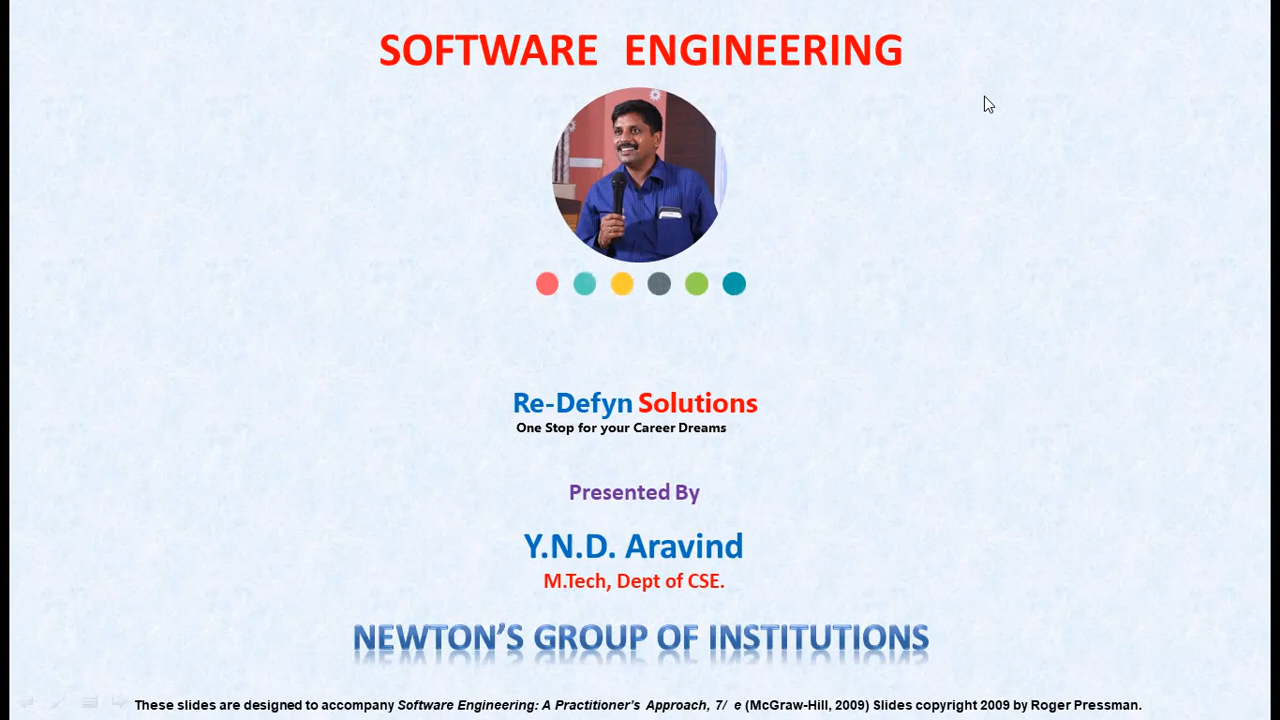 SOFTWARE ENGINEERING
Re-Defyn Solutions
One Stop for your Career Dreams
Presented By
Y.N.D. Aravind
M.Tech, Dept of CSE.
NEWTON'S GROUP OF INSTITUTIONS
These slides are designed to accompany Software Engineering: A Practitioner's Approach, 7/ e (McGraw-Hill, 2009) Slides copyright 2009 by Roger Pressman.